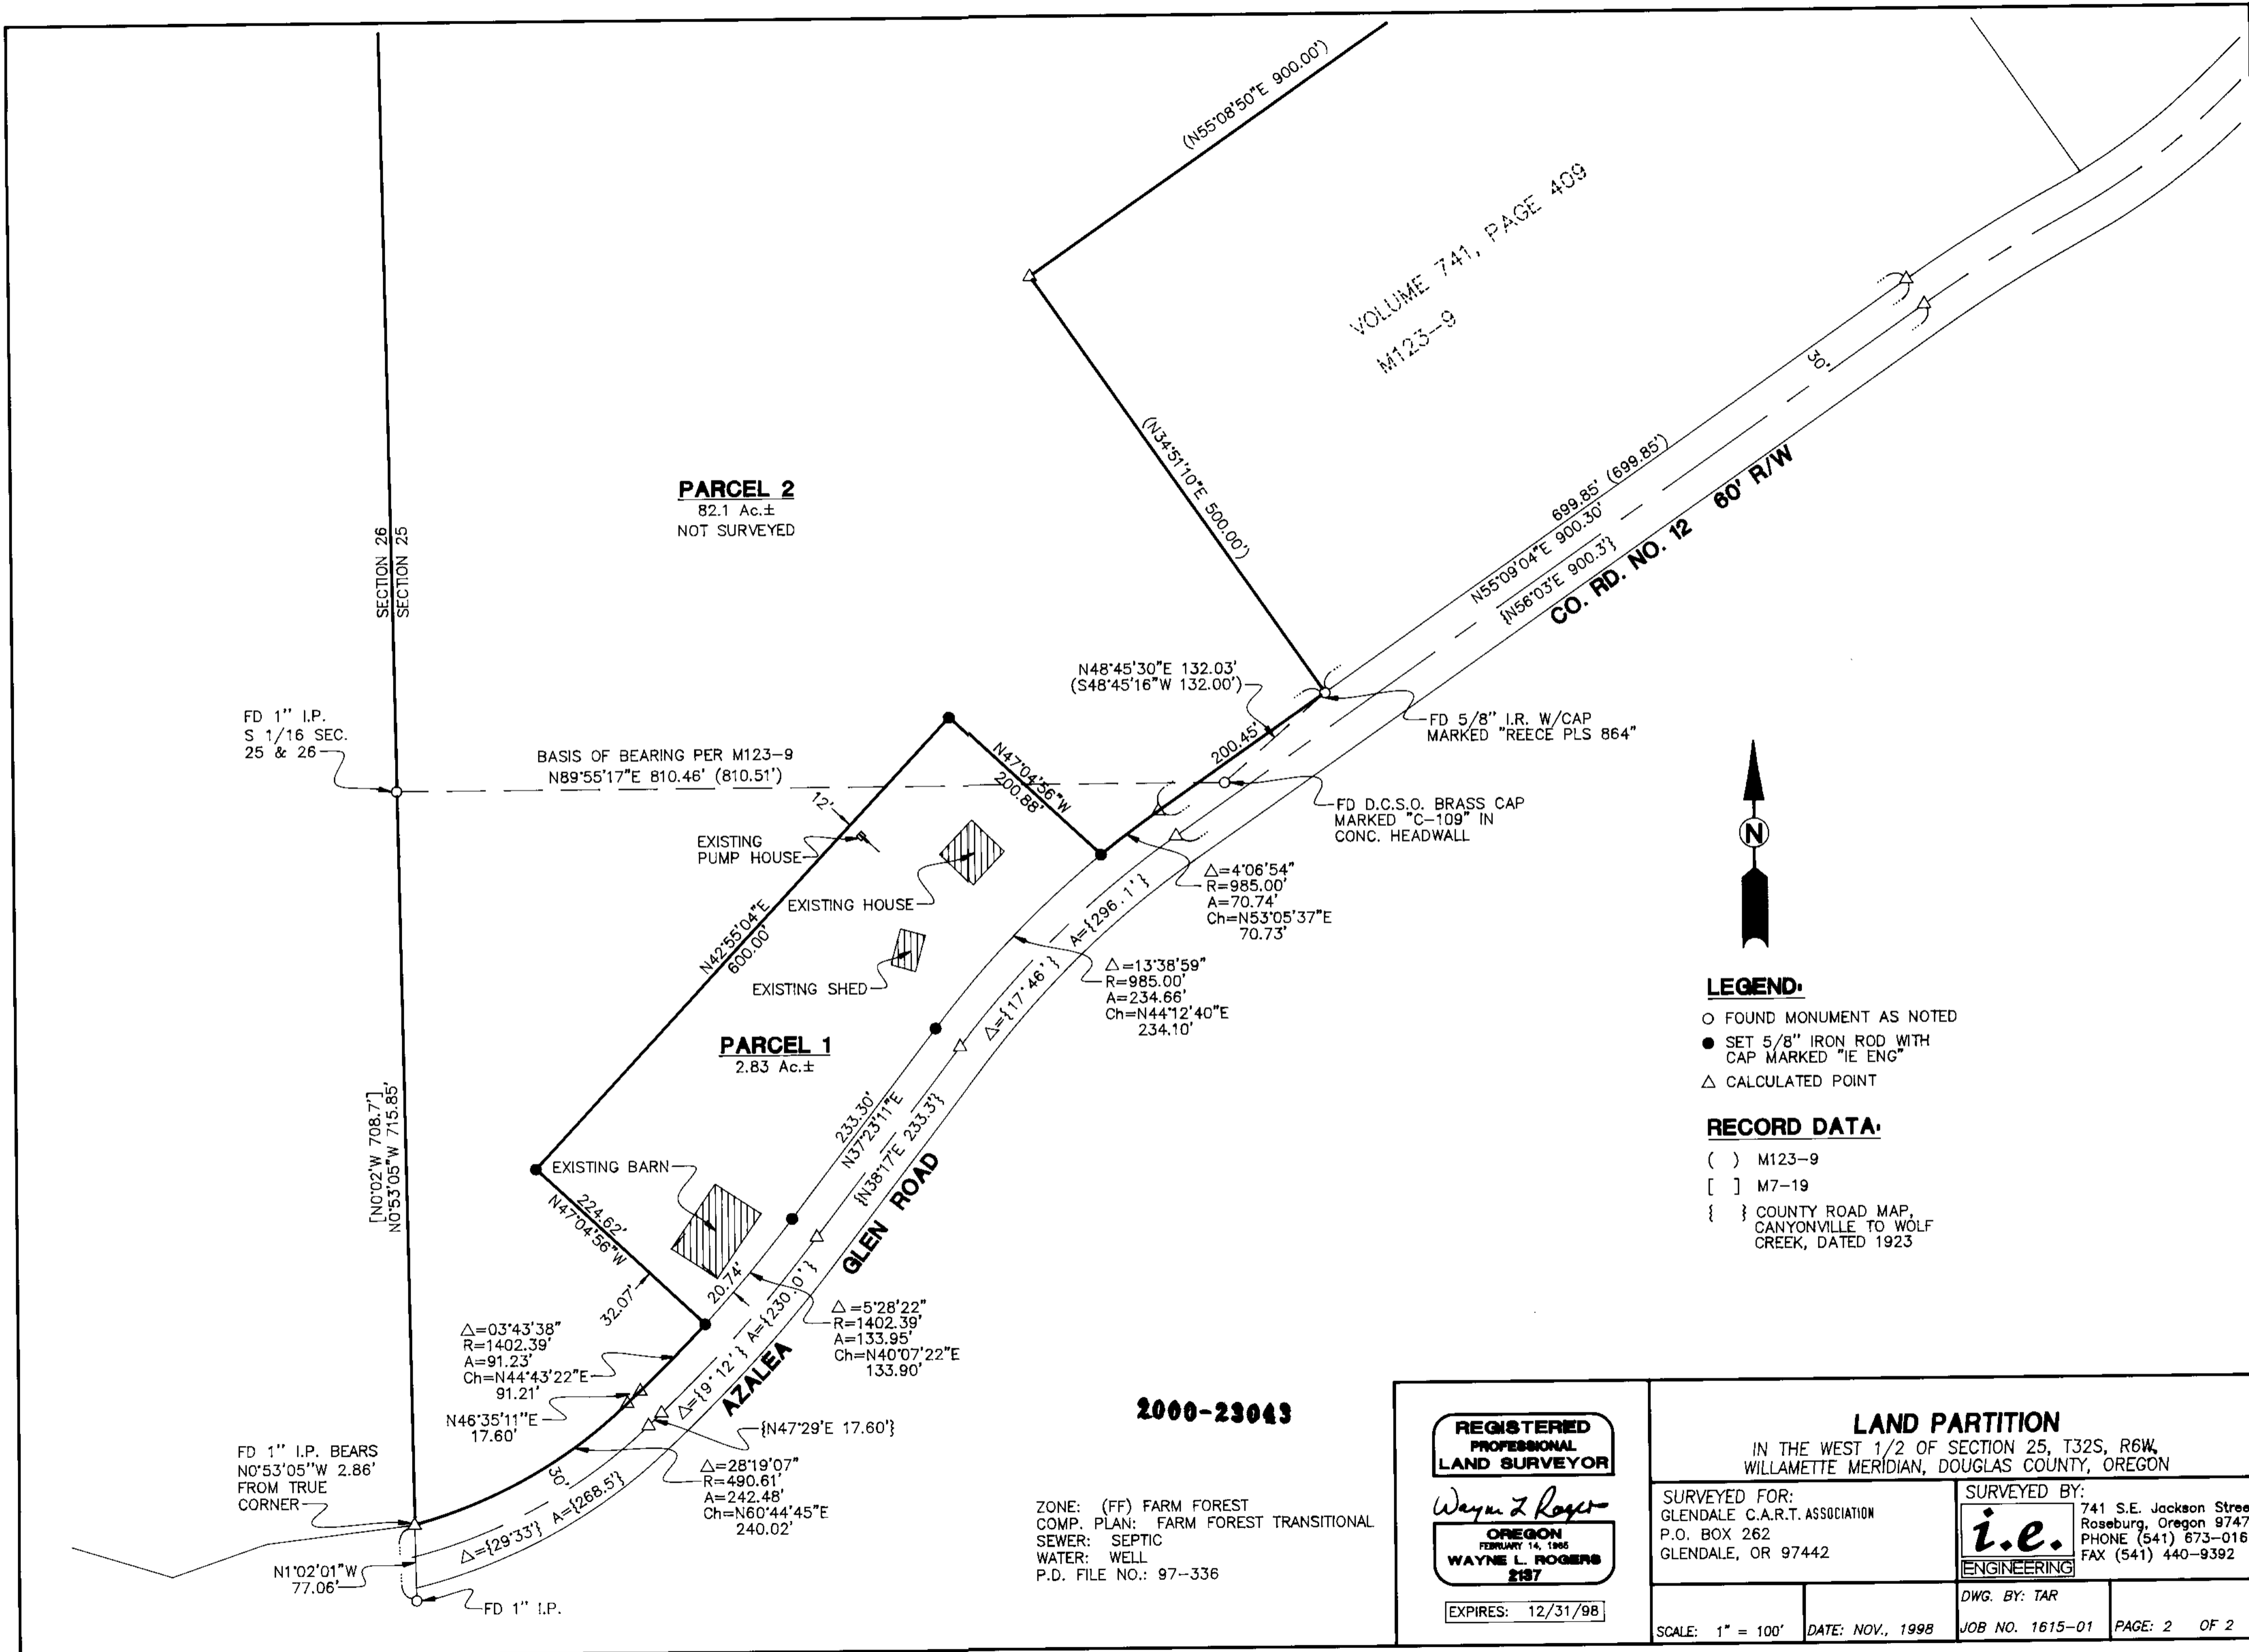 (N55°08'50"E 900.00')
VOLUME 741, PAGE 409
M123-9
(N34°51'10"E 500.00')
30'
699.85' (699.85')
N55°09'04"E 900.30'
{N56°03'E 900.3'}
CO. RD. NO. 12 60' R/W
PARCEL 2
82.1 Ac.±
NOT SURVEYED
SECTION 26
SECTION 25
N48°45'30"E 132.03'
(S48°45'16"W 132.00')
FD 1" I.P.
S 1/16 SEC.
25 & 26
BASIS OF BEARING PER M123-9
N89°55'17"E 810.46' (810.51')
N47°04'56"W
200.88'
200.45'
FD 5/8" I.R. W/CAP
MARKED "REECE PLS 864"
FD D.C.S.O. BRASS CAP
MARKED "C-109" IN
CONC. HEADWALL
12'
EXISTING
PUMP HOUSE
EXISTING HOUSE
EXISTING SHED
N42°55'04"E
600.00'
△=4°06'54"
R=985.00'
A=70.74'
Ch=N53°05'37"E
70.73'
A={296.1'}
△={17°46'}
△=13°38'59"
R=985.00'
A=234.66'
Ch=N44°12'40"E
234.10'
PARCEL 1
2.83 Ac.±
N
LEGEND:
FOUND MONUMENT AS NOTED
SET 5/8" IRON ROD WITH
CAP MARKED "IE ENG"
△ CALCULATED POINT
RECORD DATA:
( ) M123-9
[ ] M7-19
{ } COUNTY ROAD MAP,
CANYONVILLE TO WOLF
CREEK, DATED 1923
[N0°02'W 708.7']
N0°53'05"W 715.85'
233.30'
N37°23'11"E
{N38°17'E 233.3'}
EXISTING BARN
224.62'
N47°04'56"W
32.07'
20.74'
AZALEA GLEN ROAD
△={9°12'} A={230.0'}
△=5°28'22"
R=1402.39'
A=133.95'
Ch=N40°07'22"E
133.90'
△=03°43'38"
R=1402.39'
A=91.23'
Ch=N44°43'22"E
91.21'
N46°35'11"E
17.60'
{N47°29'E 17.60'}
FD 1" I.P. BEARS
N0°53'05"W 2.86'
FROM TRUE
CORNER
30'
△={29°33'} A={268.5'}
△=28°19'07"
R=490.61'
A=242.48'
Ch=N60°44'45"E
240.02'
N1°02'01"W
77.06'
FD 1" I.P.
2000-23043
ZONE: (FF) FARM FOREST
COMP. PLAN: FARM FOREST TRANSITIONAL
SEWER: SEPTIC
WATER: WELL
P.D. FILE NO.: 97-336
REGISTERED
PROFESSIONAL
LAND SURVEYOR
Wayne L Rogers
OREGON
FEBRUARY 14, 1985
WAYNE L. ROGERS
2137
EXPIRES: 12/31/98
LAND PARTITION
IN THE WEST 1/2 OF SECTION 25, T32S, R6W,
WILLAMETTE MERIDIAN, DOUGLAS COUNTY, OREGON
SURVEYED FOR:
GLENDALE C.A.R.T. ASSOCIATION
P.O. BOX 262
GLENDALE, OR 97442
SURVEYED BY:
i.e.
ENGINEERING
741 S.E. Jackson Stree
Roseburg, Oregon 9747
PHONE (541) 673-016
FAX (541) 440-9392
SCALE: 1" = 100'
DATE: NOV., 1998
DWG. BY: TAR
JOB NO. 1615-01
PAGE: 2 OF 2